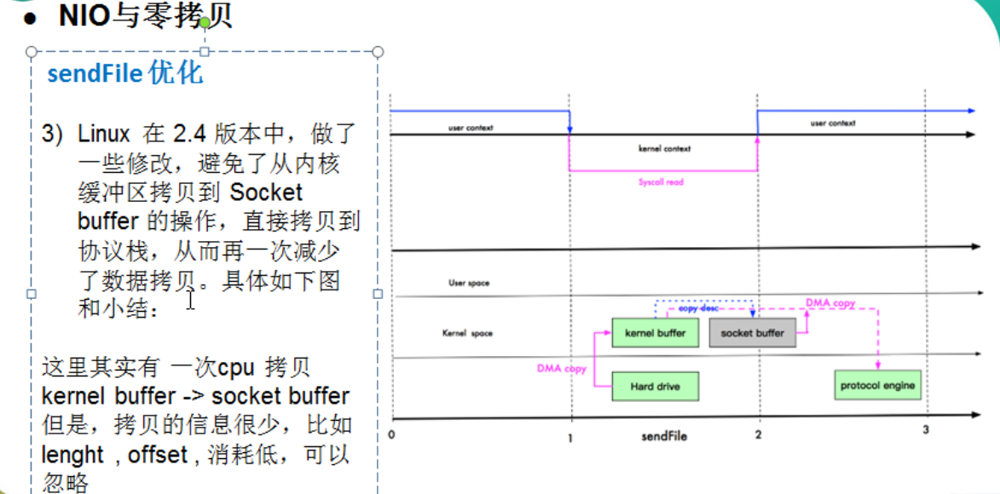 ● NIO与零拷贝
sendFile 优化
3) Linux 在 2.4 版本中，做了
一些修改，避免了从内核
缓冲区拷贝到 Socket
buffer 的操作，直接拷贝到
协议栈，从而再一次减少
了数据拷贝。具体如下图
和小结：
这里其实有 一次cpu 拷贝
kernel buffer -> socket buffer
但是，拷贝的信息很少，比如
lenght , offset , 消耗低，可以
忽略
user context
user context
kernel context
Syscall read
User space
copy desc
DMA copy
Kernel space
kernel buffer
socket buffer
DMA copy
Hard drive
protocol engine
0
1
sendFile
2
3